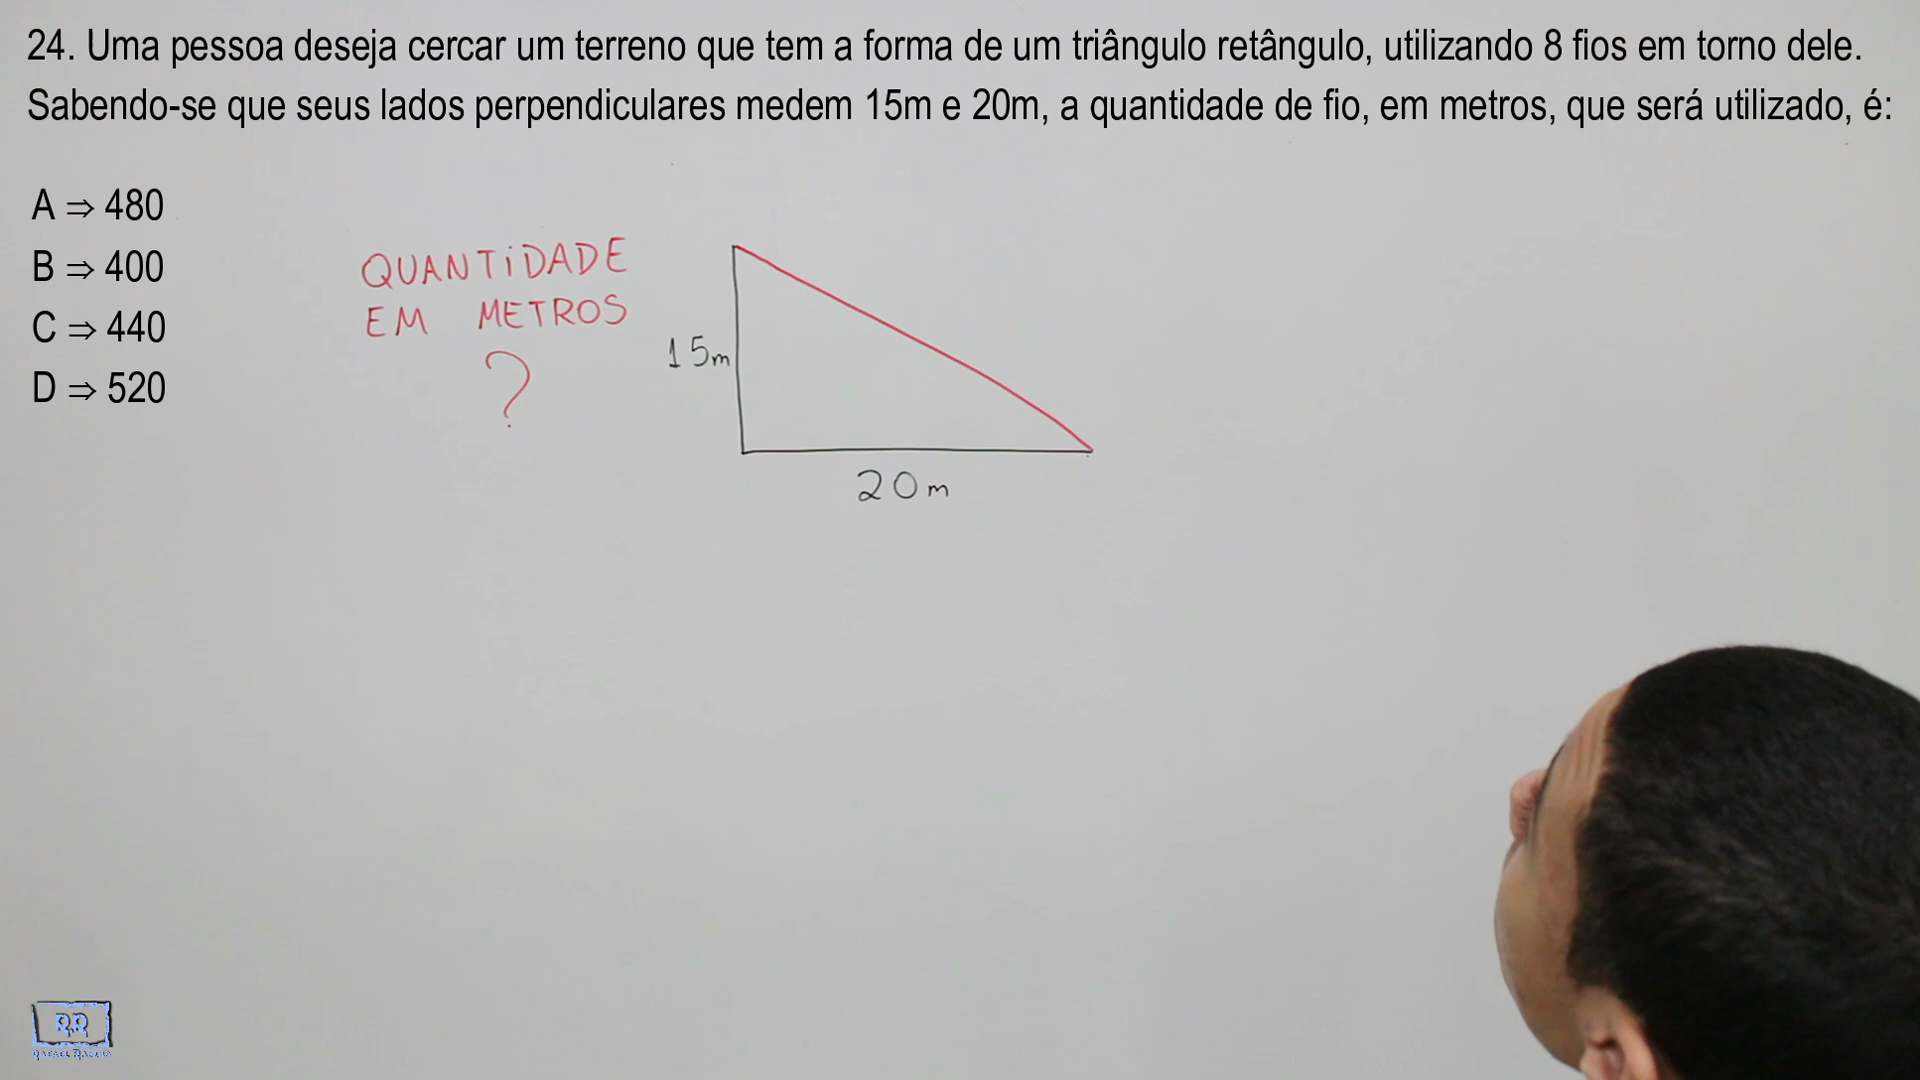 24. Uma pessoa deseja cercar um terreno que tem a forma de um triângulo retângulo, utilizando 8 fios em torno dele.
Sabendo-se que seus lados perpendiculares medem 15m e 20m, a quantidade de fio, em metros, que será utilizado, é:
A ⇒ 480
B ⇒ 400
C ⇒ 440
D ⇒ 520
QUANTiDADE
EM METROS
?
15m
20m
RR